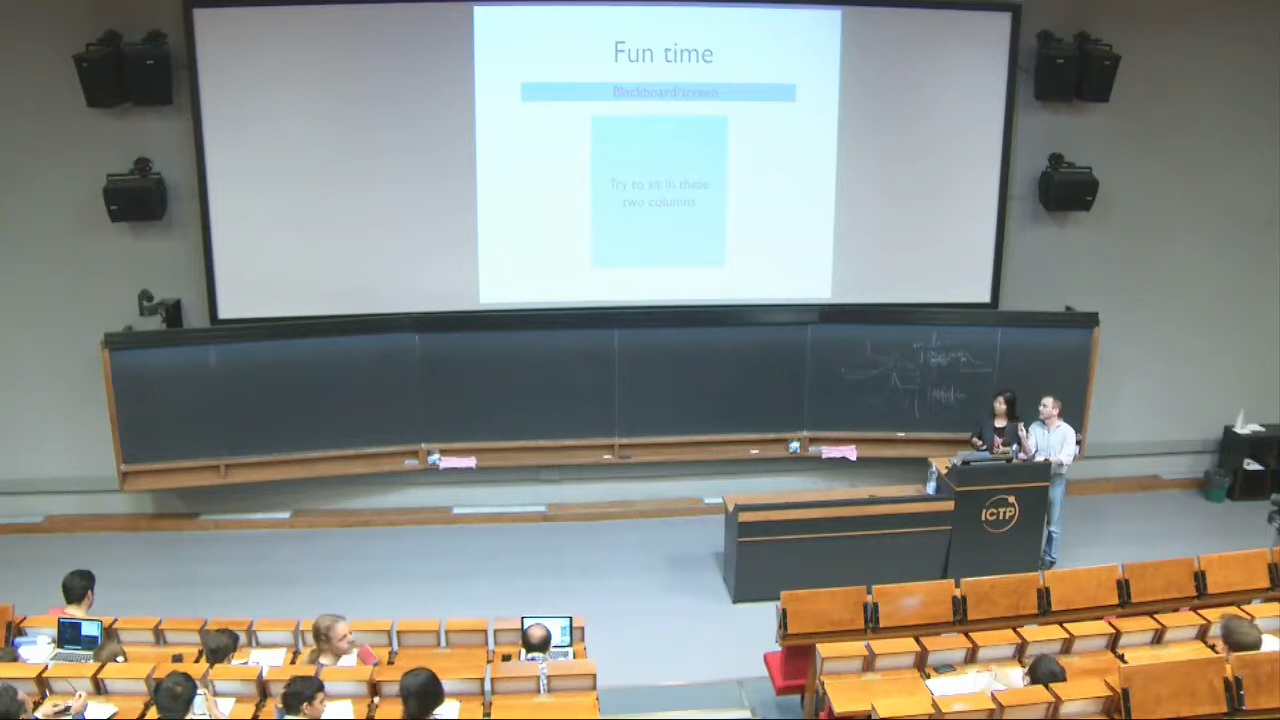 Fun time
Blackboard/screen
Try to sit in these
two columns
ICTP